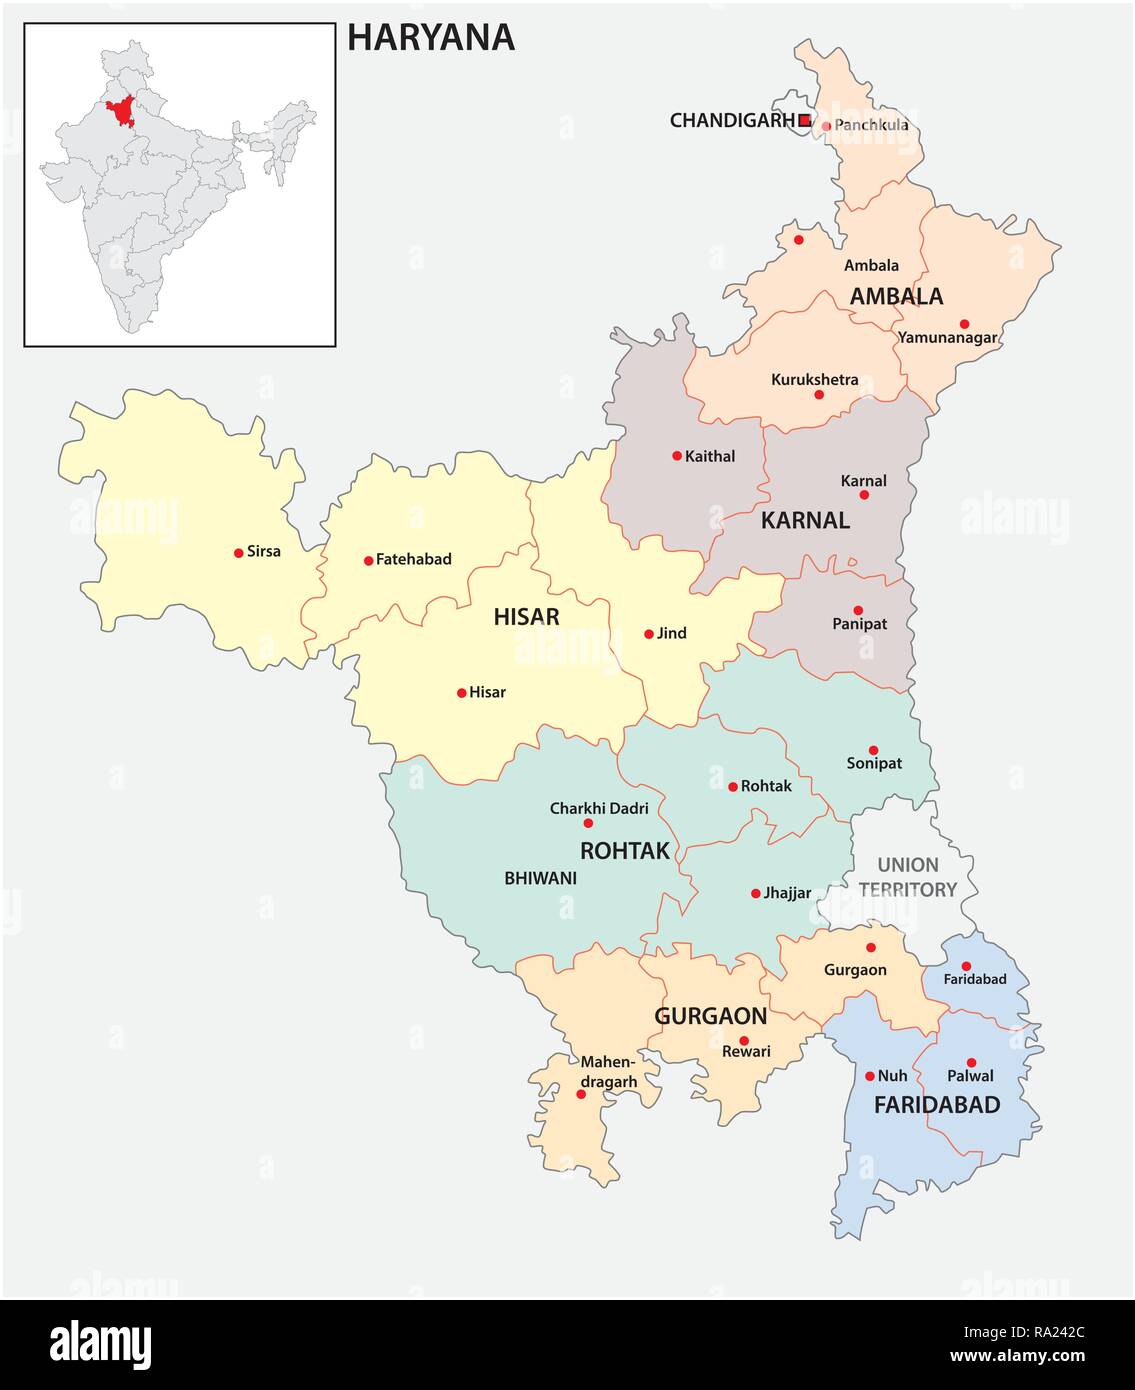 HARYANA
CHANDIGARH
Panchkula
Ambala
AMBALA
Yamunanagar
Kurukshetra
Kaithal
Karnal
KARNAL
Sirsa
Fatehabad
HISAR
Panipat
Jind
Hisar
Sonipat
Rohtak
Charkhi Dadri
ROHTAK
BHIWANI
UNION
TERRITORY
Jhajjar
Gurgaon
Faridabad
GURGAON
Rewari
Mahen-
dragarh
Nuh
Palwal
FARIDABAD
alamy
Image ID: RA242C
www.alamy.com